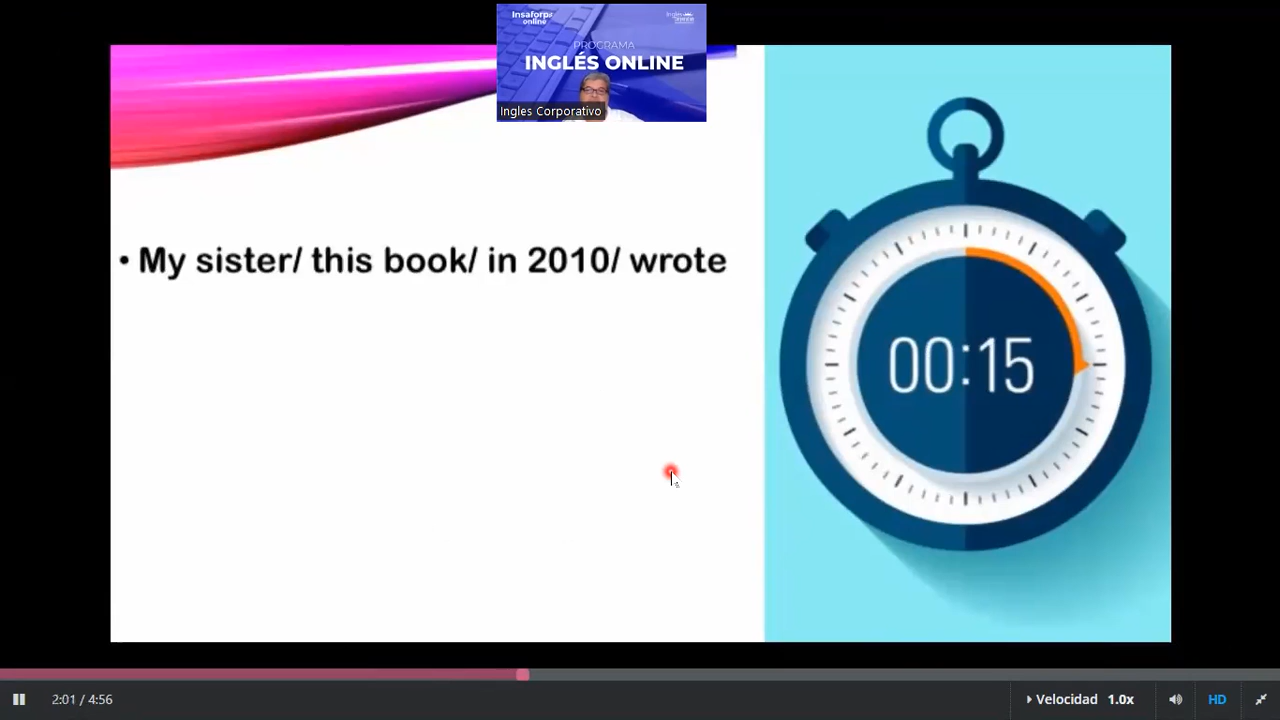 Insaforp
online
PROGRAMA
INGLÉS ONLINE
Ingles Corporativo
• My sister/ this book/ in 2010/ wrote
00:15
2:01 / 4:56
Velocidad 1.0x
HD